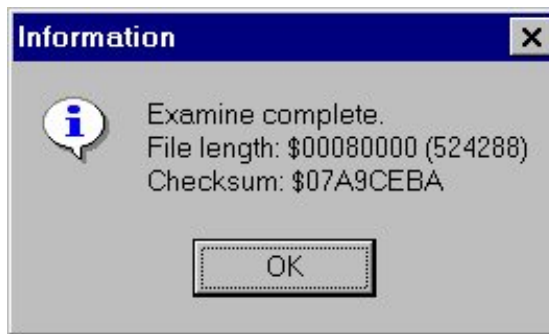 Information
Examine complete.
File length: $00080000 (524288)
Checksum: $07A9CEBA
OK